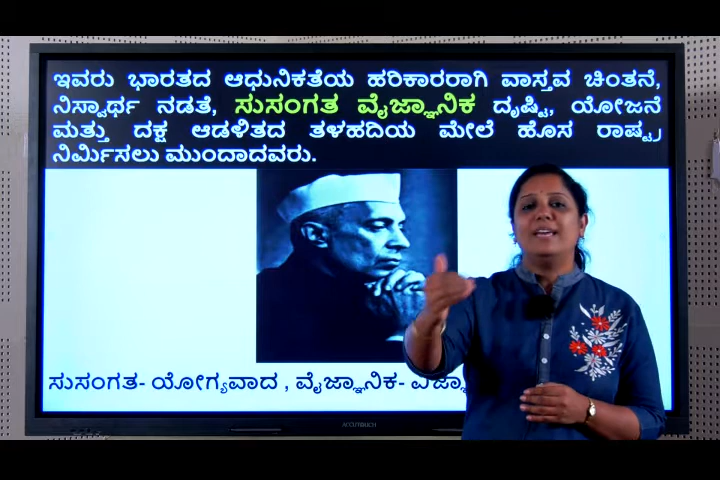 ಇವರು ಭಾರತದ ಆಧುನಿಕತೆಯ ಹರಿಕಾರರಾಗಿ ವಾಸ್ತವ ಚಿಂತನೆ,
ನಿಸ್ವಾರ್ಥ ನಡತೆ, ಸುಸಂಗತ ವೈಜ್ಞಾನಿಕ ದೃಷ್ಟಿ, ಯೋಜನೆ
ಮತ್ತು ದಕ್ಷ ಆಡಳಿತದ ತಳಹದಿಯ ಮೇಲೆ ಹೊಸ ರಾಷ್ಟ್ರ
ನಿರ್ಮಿಸಲು ಮುಂದಾದವರು.
ಸುಸಂಗತ- ಯೋಗ್ಯವಾದ , ವೈಜ್ಞಾನಿಕ-
ACCUTOUCH